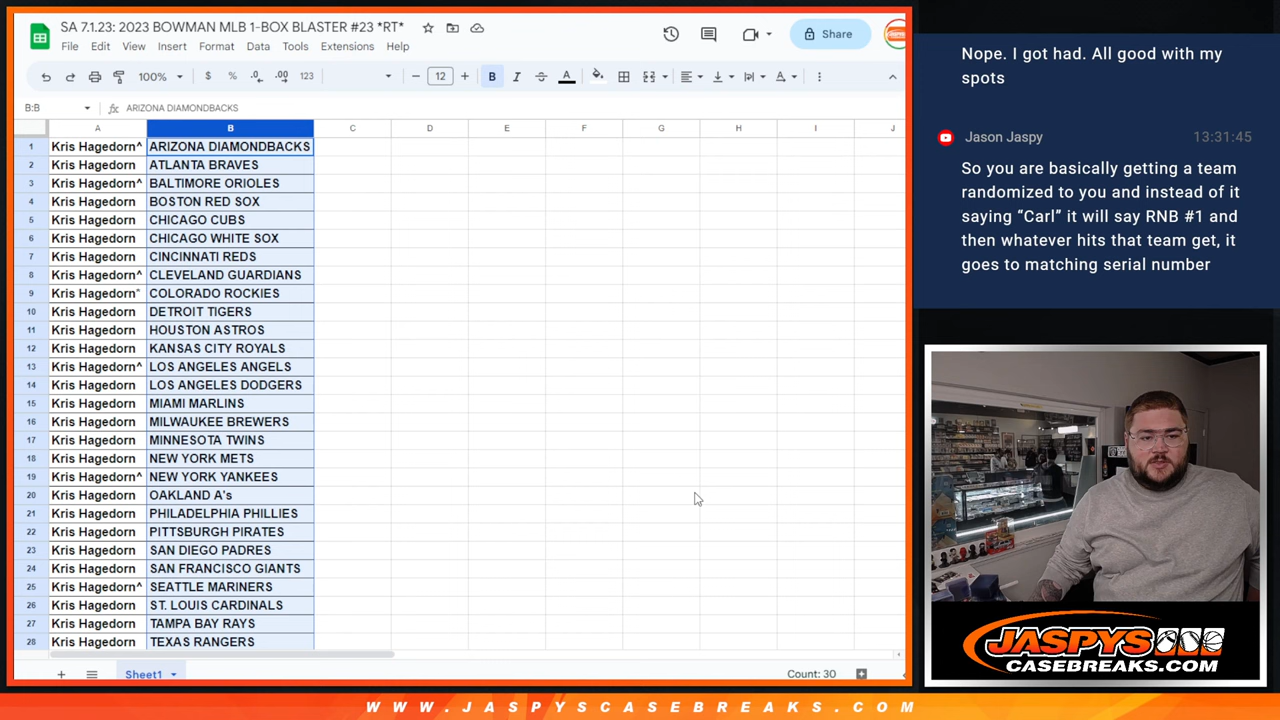 SA 7.1.23: 2023 BOWMAN MLB 1-BOX BLASTER #23 *RT*
File Edit View Insert Format Data Tools Extensions Help
Share
100% $ % .0 .00 123 12 B I A
B:B ARIZONA DIAMONDBACKS
A B C D E F G H I J
1 Kris Hagedorn^ ARIZONA DIAMONDBACKS
2 Kris Hagedorn ATLANTA BRAVES
3 Kris Hagedorn^ BALTIMORE ORIOLES
4 Kris Hagedorn BOSTON RED SOX
5 Kris Hagedorn CHICAGO CUBS
6 Kris Hagedorn CHICAGO WHITE SOX
7 Kris Hagedorn CINCINNATI REDS
8 Kris Hagedorn^ CLEVELAND GUARDIANS
9 Kris Hagedorn* COLORADO ROCKIES
10 Kris Hagedorn DETROIT TIGERS
11 Kris Hagedorn HOUSTON ASTROS
12 Kris Hagedorn KANSAS CITY ROYALS
13 Kris Hagedorn^ LOS ANGELES ANGELS
14 Kris Hagedorn LOS ANGELES DODGERS
15 Kris Hagedorn MIAMI MARLINS
16 Kris Hagedorn MILWAUKEE BREWERS
17 Kris Hagedorn MINNESOTA TWINS
18 Kris Hagedorn NEW YORK METS
19 Kris Hagedorn^ NEW YORK YANKEES
20 Kris Hagedorn OAKLAND A's
21 Kris Hagedorn PHILADELPHIA PHILLIES
22 Kris Hagedorn PITTSBURGH PIRATES
23 Kris Hagedorn SAN DIEGO PADRES
24 Kris Hagedorn SAN FRANCISCO GIANTS
25 Kris Hagedorn^ SEATTLE MARINERS
26 Kris Hagedorn ST. LOUIS CARDINALS
27 Kris Hagedorn TAMPA BAY RAYS
28 Kris Hagedorn TEXAS RANGERS
Sheet1 Count: 30
Nope. I got had. All good with my
spots
Jason Jaspy 13:31:45
So you are basically getting a team
randomized to you and instead of it
saying “Carl” it will say RNB #1 and
then whatever hits that team get, it
goes to matching serial number
JASPYS
CASEBREAKS.COM
WWW.JASPYSCASEBREAKS.COM